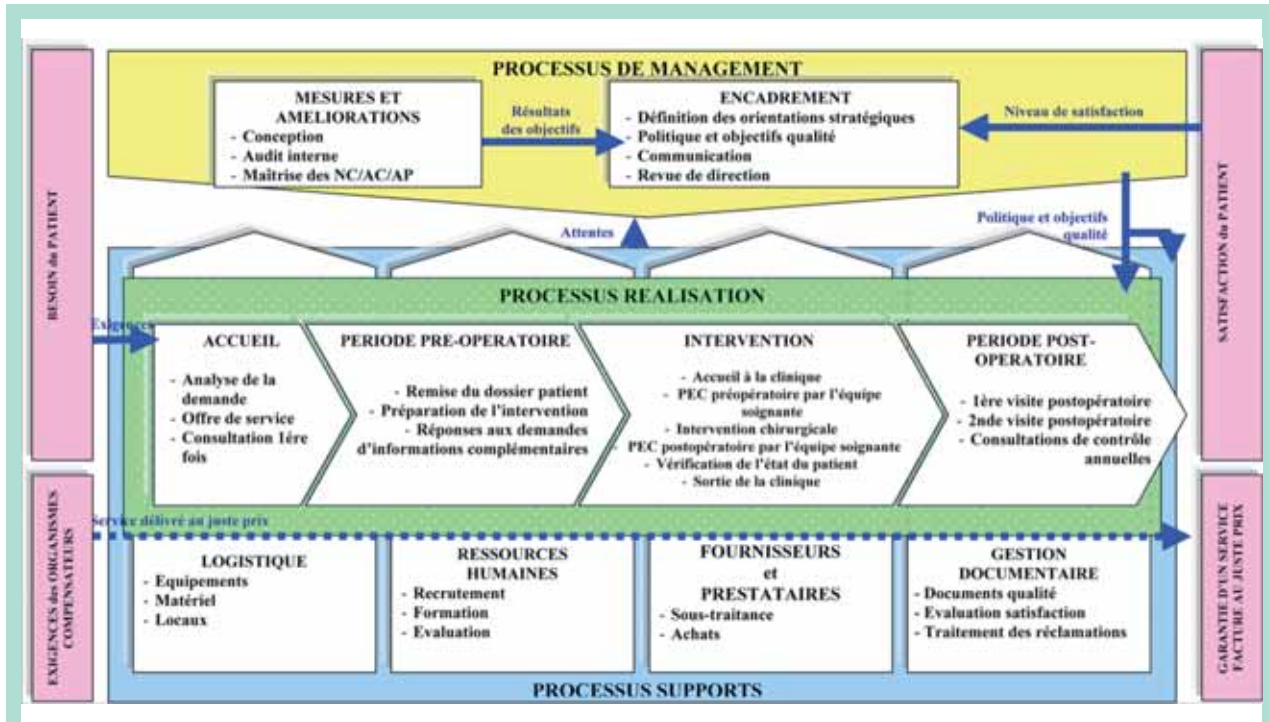 PROCESSUS DE MANAGEMENT
MESURES ET
AMELIORATIONS
- Conception
- Audit interne
- Maîtrise des NC/AC/AP
Résultats
des objectifs
ENCADREMENT
- Définition des orientations stratégiques
- Politique et objectifs qualité
- Communication
- Revue de direction
Niveau de satisfaction
BESOIN du PATIENT
SATISFACTION du PATIENT
Attentes
Politique et objectifs
qualité
PROCESSUS REALISATION
Exigences
ACCUEIL
- Analyse de la
demande
- Offre de service
- Consultation 1ére
fois
PERIODE PRE-OPERATOIRE
- Remise du dossier patient
- Préparation de l'intervention
- Réponses aux demandes
d'informations complémentaires
INTERVENTION
- Accueil à la clinique
- PEC préopératoire par l'équipe
soignante
- Intervention chirurgicale
PEC postopératoire par l'équipe soignante
- Vérification de l'état du patient
- Sortie de la clinique
PERIODE POST-
OPERATOIRE
- 1ère visite postopératoire
- 2nde visite postopératoire
- Consultations de contrôle
annuelles
EXIGENCES des ORGANISMES
COMPENSATEURS
Service délivré au juste prix
GARANTIE D'UN SERVICE
FACTURE AU JUSTE PRIX
LOGISTIQUE
- Equipements
- Matériel
- Locaux
RESSOURCES
HUMAINES
- Recrutement
- Formation
- Evaluation
FOURNISSEURS
et
PRESTATAIRES
- Sous-traitance
- Achats
GESTION
DOCUMENTAIRE
- Documents qualité
- Evaluation satisfaction
- Traitement des réclamations
PROCESSUS SUPPORTS